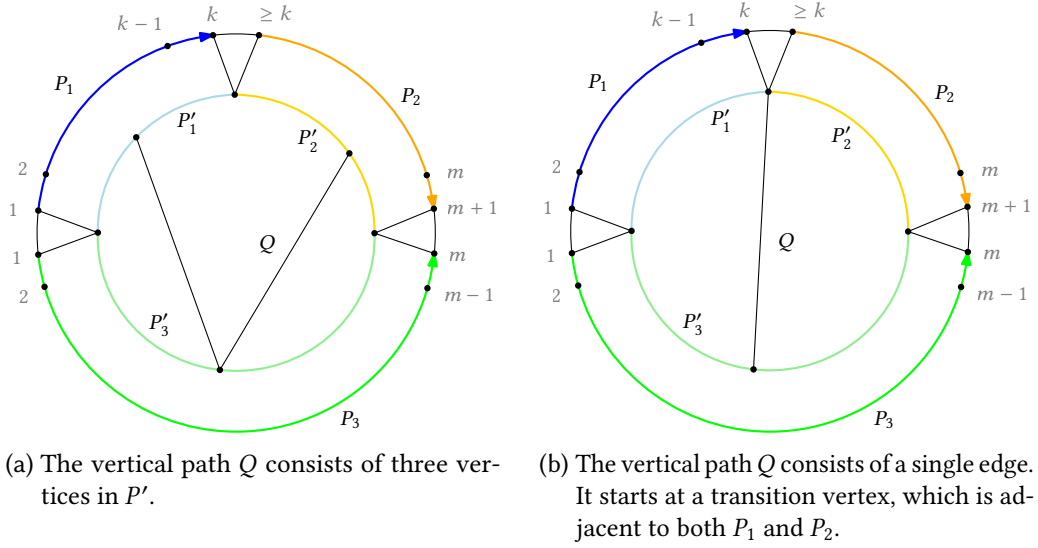 k ≥ k
k − 1
P₁ P₂
P′₁ P′₂
2 m
1 m + 1
Q
1 m
2 m − 1
P′₃
P₃
(a) The vertical path Q consists of three ver-
tices in P′.
k ≥ k
k − 1
P₁ P₂
P′₁ P′₂
2 m
1 m + 1
Q
1 m
2 m − 1
P′₃
P₃
(b) The vertical path Q consists of a single edge.
It starts at a transition vertex, which is ad-
jacent to both P₁ and P₂.